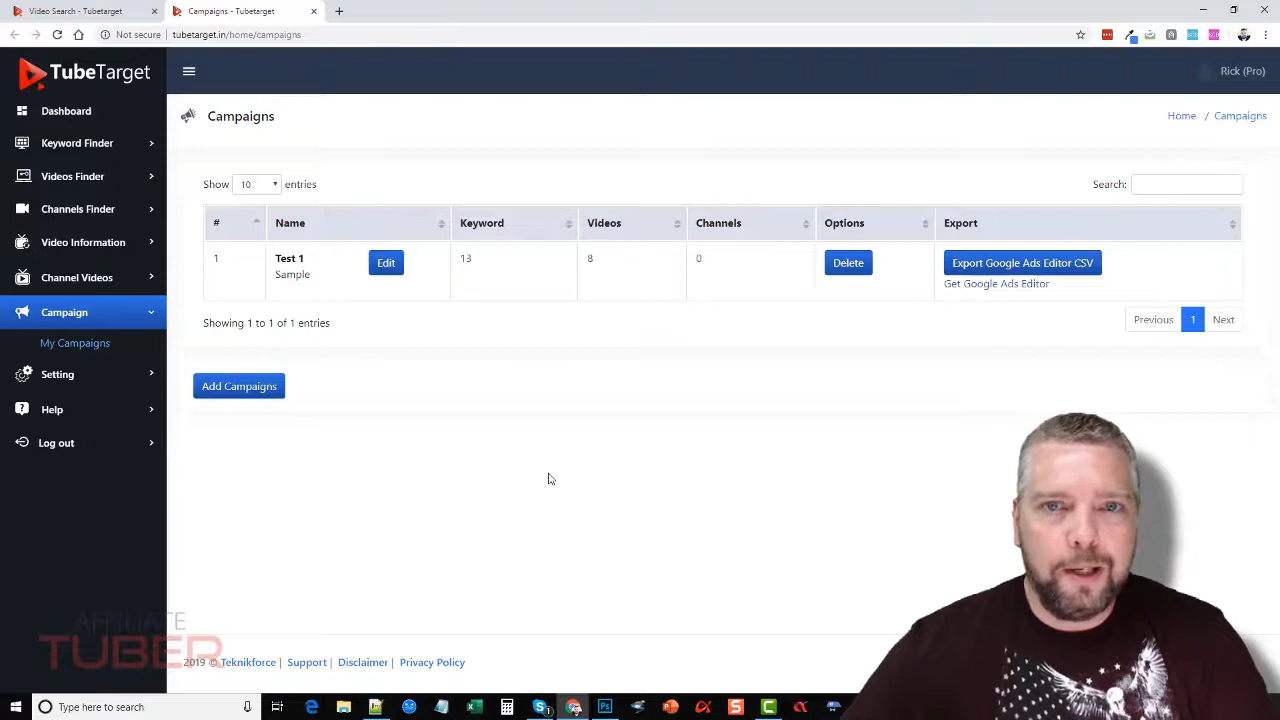 Video Search - Tubetarget
Campaigns - Tubetarget
Not secure | tubetarget.in/home/campaigns
TubeTarget
Rick (Pro)
Dashboard
Keyword Finder
Videos Finder
Channels Finder
Video Information
Channel Videos
Campaign
My Campaigns
Setting
Help
Log out
Campaigns
Home / Campaigns
Show 10 entries
Search:
# Name Keyword Videos Channels Options Export
1 Test 1 Edit 13 8 0 Delete Export Google Ads Editor CSV
Sample Get Google Ads Editor
Showing 1 to 1 of 1 entries
Previous 1 Next
Add Campaigns
AFFILIATE
TUBER
2019 © Teknikforce | Support | Disclaimer | Privacy Policy
Type here to search